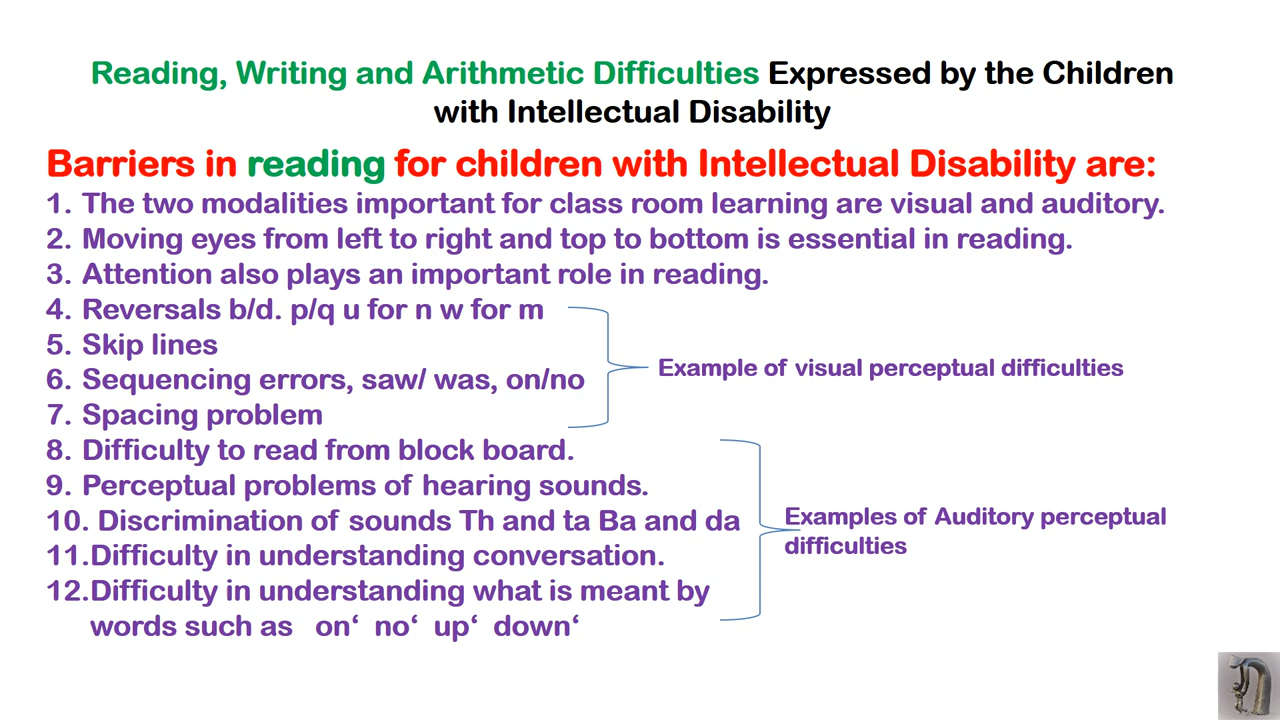 Reading, Writing and Arithmetic Difficulties Expressed by the Children
with Intellectual Disability
Barriers in reading for children with Intellectual Disability are:
1. The two modalities important for class room learning are visual and auditory.
2. Moving eyes from left to right and top to bottom is essential in reading.
3. Attention also plays an important role in reading.
4. Reversals b/d. p/q u for n w for m
5. Skip lines
6. Sequencing errors, saw/ was, on/no
7. Spacing problem
Example of visual perceptual difficulties
8. Difficulty to read from block board.
9. Perceptual problems of hearing sounds.
10. Discrimination of sounds Th and ta Ba and da
11.Difficulty in understanding conversation.
12.Difficulty in understanding what is meant by
words such as on‘ no‘ up‘ down‘
Examples of Auditory perceptual
difficulties